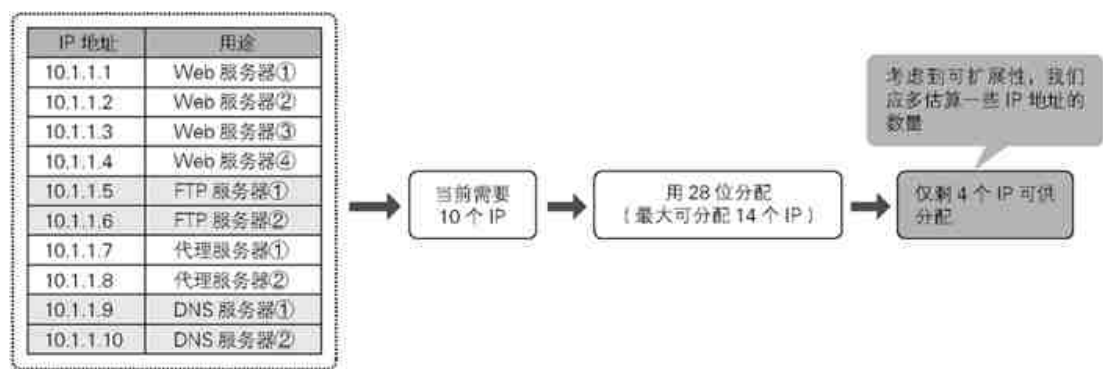 IP 地址 用途
10.1.1.1 Web 服务器①
10.1.1.2 Web 服务器②
10.1.1.3 Web 服务器③
10.1.1.4 Web 服务器④
10.1.1.5 FTP 服务器①
10.1.1.6 FTP 服务器②
10.1.1.7 代理服务器①
10.1.1.8 代理服务器②
10.1.1.9 DNS 服务器①
10.1.1.10 DNS 服务器②
当前需要
10 个 IP
用 28 位分配
（最大可分配 14 个 IP）
考虑到可扩展性，我们
应多估算一些 IP 地址的
数量
仅剩 4 个 IP 可供
分配